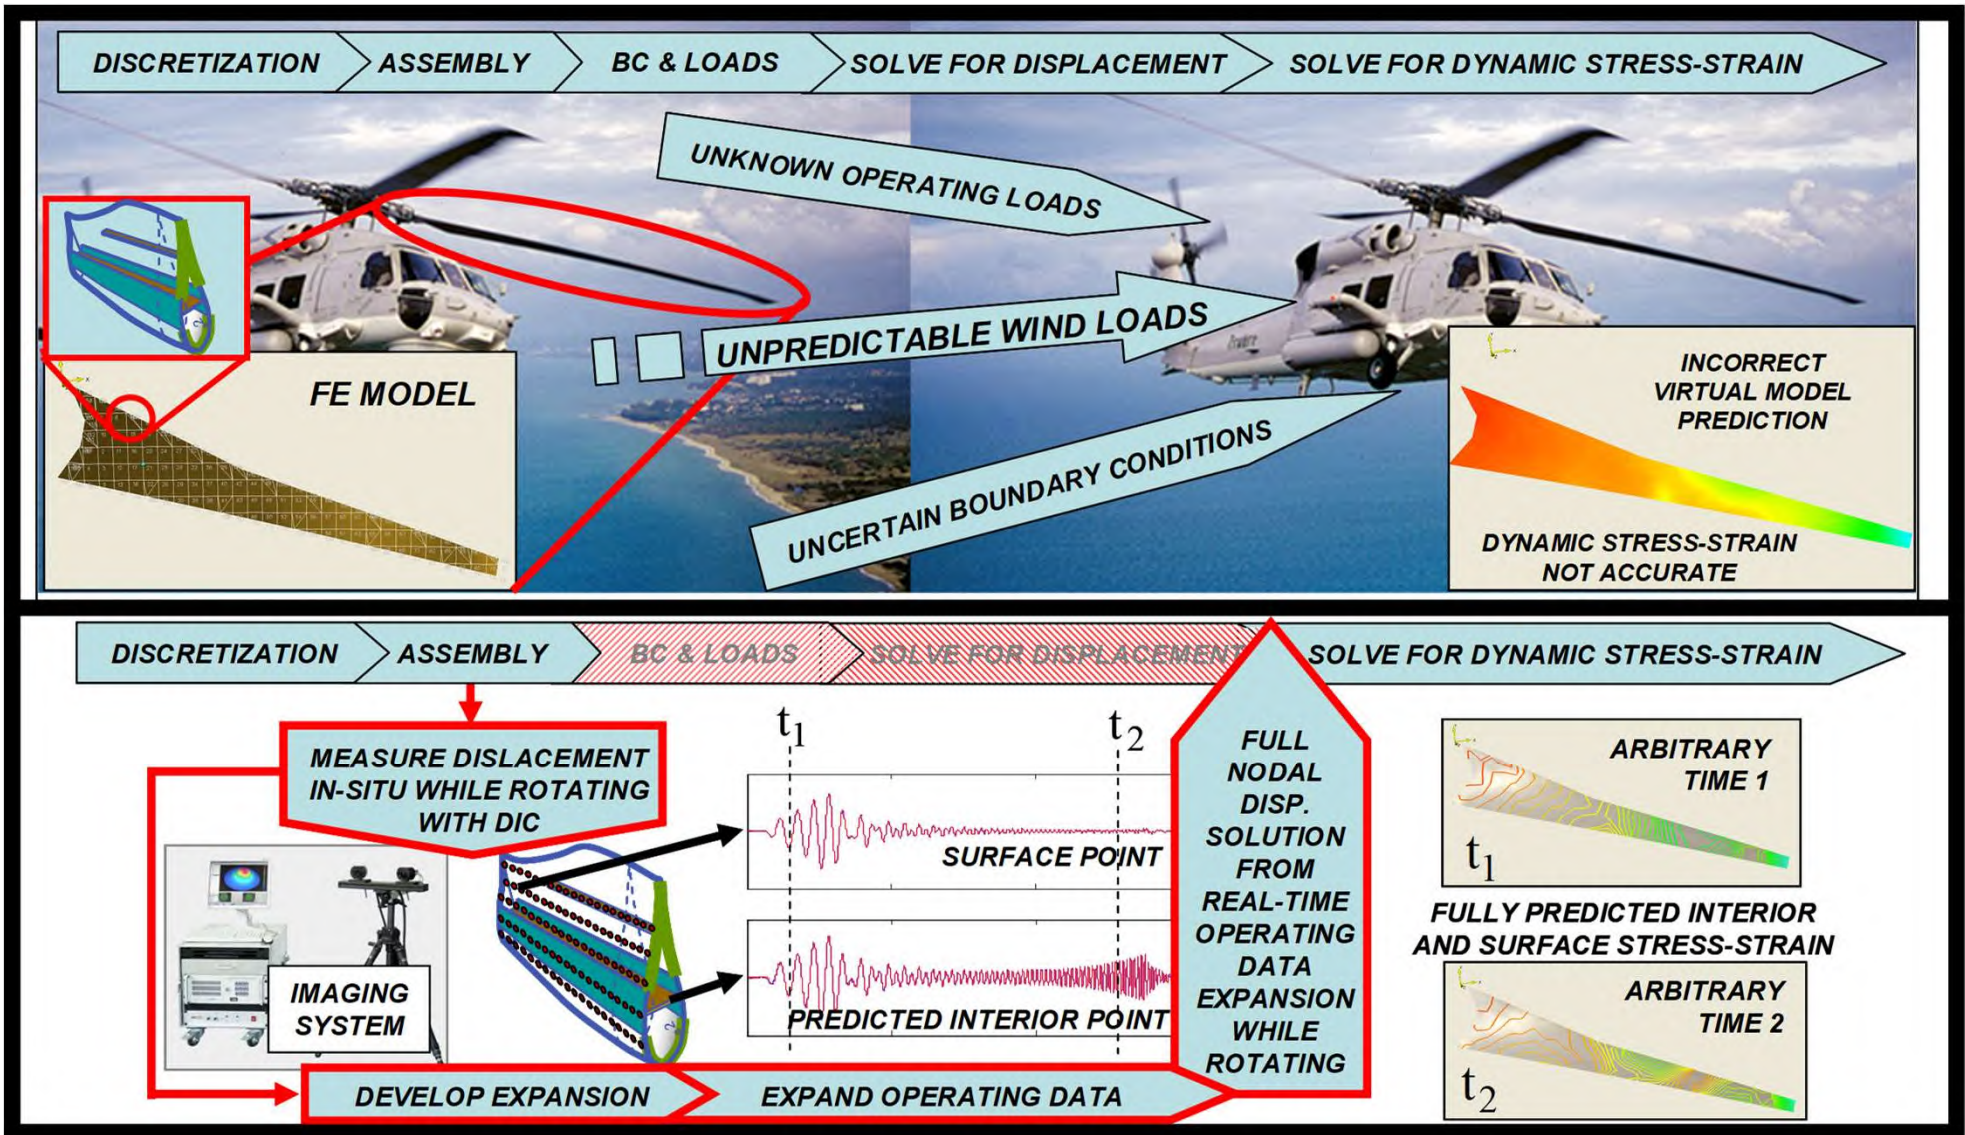 DISCRETIZATION
ASSEMBLY
BC & LOADS
SOLVE FOR DISPLACEMENT
SOLVE FOR DYNAMIC STRESS-STRAIN
UNKNOWN OPERATING LOADS
UNPREDICTABLE WIND LOADS
UNCERTAIN BOUNDARY CONDITIONS
FE MODEL
INCORRECT
VIRTUAL MODEL
PREDICTION
DYNAMIC STRESS-STRAIN
NOT ACCURATE
DISCRETIZATION
ASSEMBLY
BC & LOADS
SOLVE FOR DISPLACEMENT
SOLVE FOR DYNAMIC STRESS-STRAIN
MEASURE DISLACEMENT
IN-SITU WHILE ROTATING
WITH DIC
IMAGING
SYSTEM
t1
t2
SURFACE POINT
PREDICTED INTERIOR POINT
DEVELOP EXPANSION
EXPAND OPERATING DATA
FULL
NODAL
DISP.
SOLUTION
FROM
REAL-TIME
OPERATING
DATA
EXPANSION
WHILE
ROTATING
ARBITRARY
TIME 1
t1
FULLY PREDICTED INTERIOR
AND SURFACE STRESS-STRAIN
ARBITRARY
TIME 2
t2